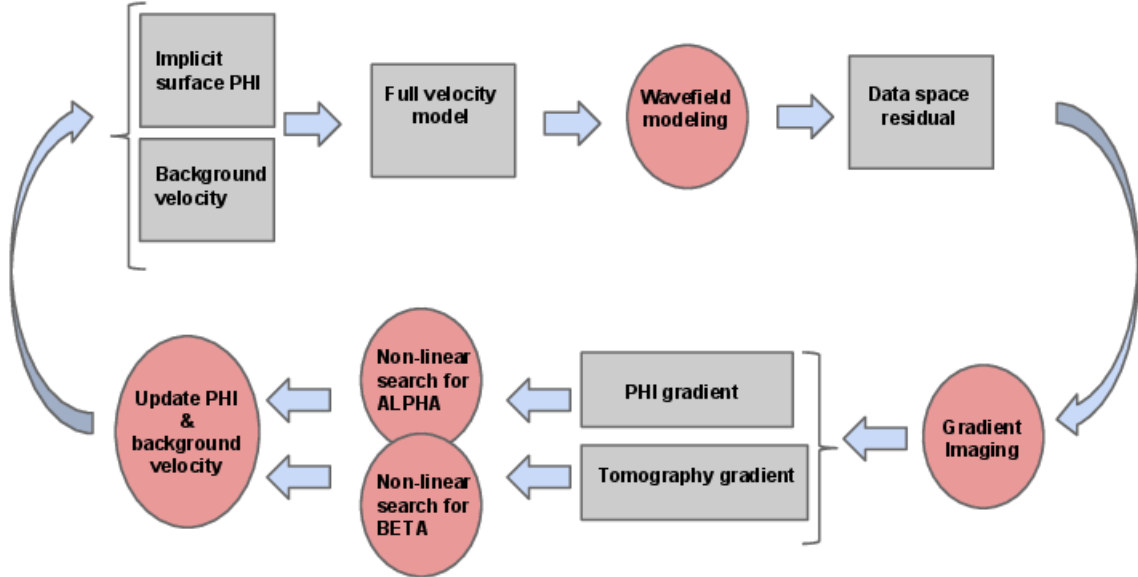 Implicit
surface PHI
Background
velocity
Full velocity
model
Wavefield
modeling
Data space
residual
Gradient
Imaging
PHI gradient
Tomography gradient
Non-linear
search for
ALPHA
Non-linear
search for
BETA
Update PHI
&
background
velocity